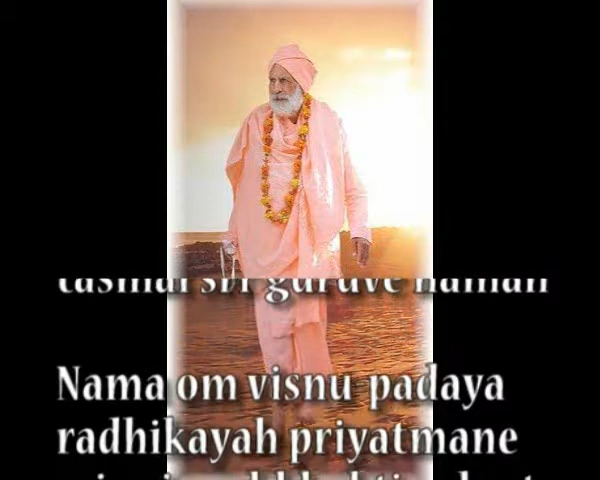 tasmai sri gurave namah
Nama om visnu-padaya
radhikayah priyatmane